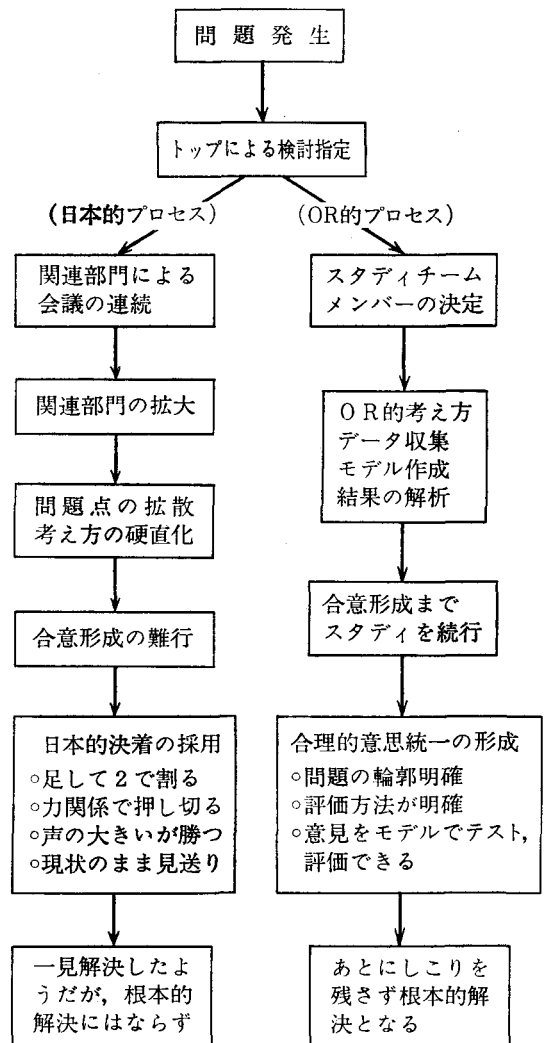 問題発生
トップによる検討指定
(日本的プロセス)
(OR的プロセス)
関連部門による
会議の連続
関連部門の拡大
問題点の拡散
考え方の硬直化
合意形成の難行
日本的決着の採用
○足して2で割る
○力関係で押し切る
○声の大きいが勝つ
○現状のまま見送り
一見解決したよ
うだが,根本的
解決にはならず
スタディチーム
メンバーの決定
OR的考え方
データ収集
モデル作成
結果の解析
合意形成まで
スタディを続行
合理的意思統一の形成
○問題の輪郭明確
○評価方法が明確
○意見をモデルでテスト,
評価できる
あとにしこりを
残さず根本的解
決となる